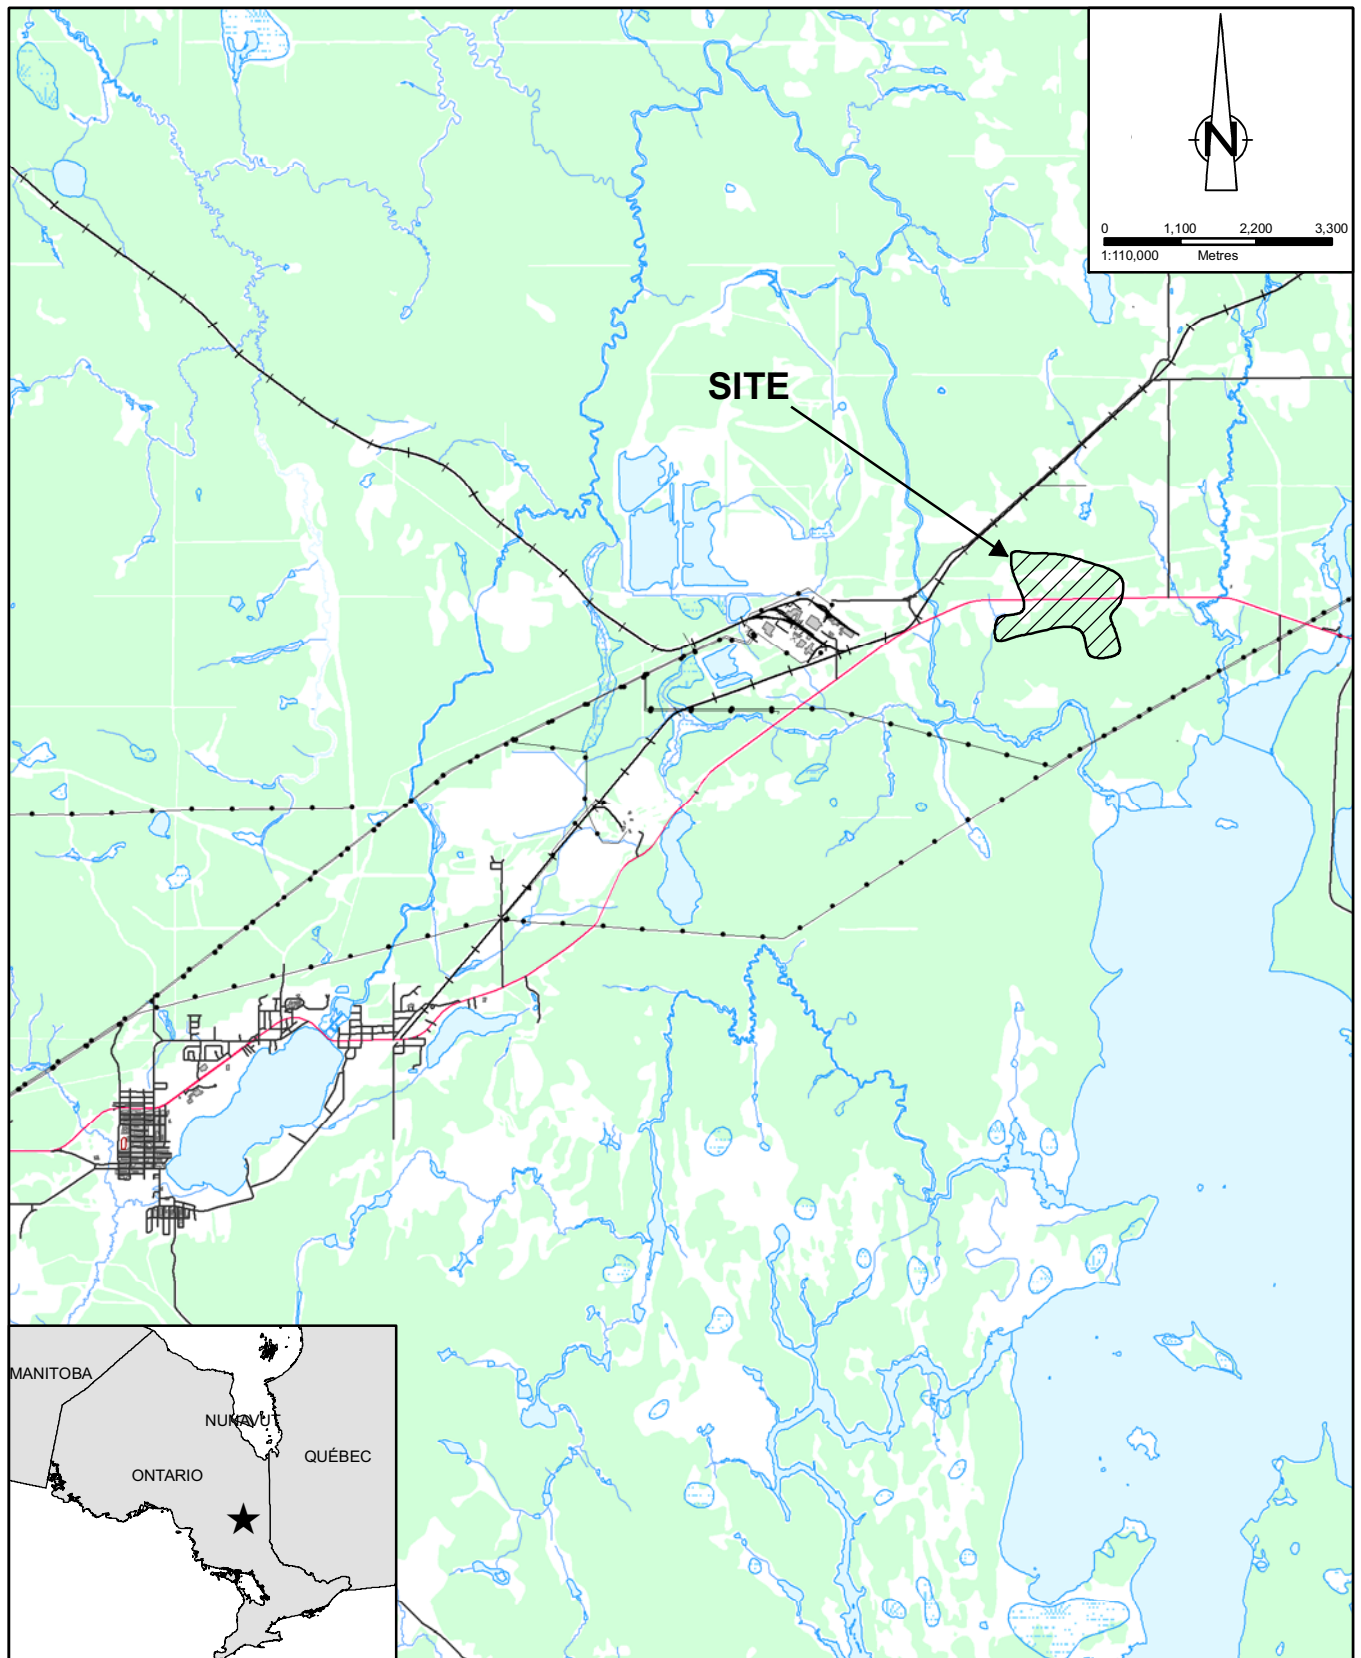 N
0 1,100 2,200 3,300
1:110,000 Metres
SITE
MANITOBA
NUNAVUT
QUÉBEC
ONTARIO